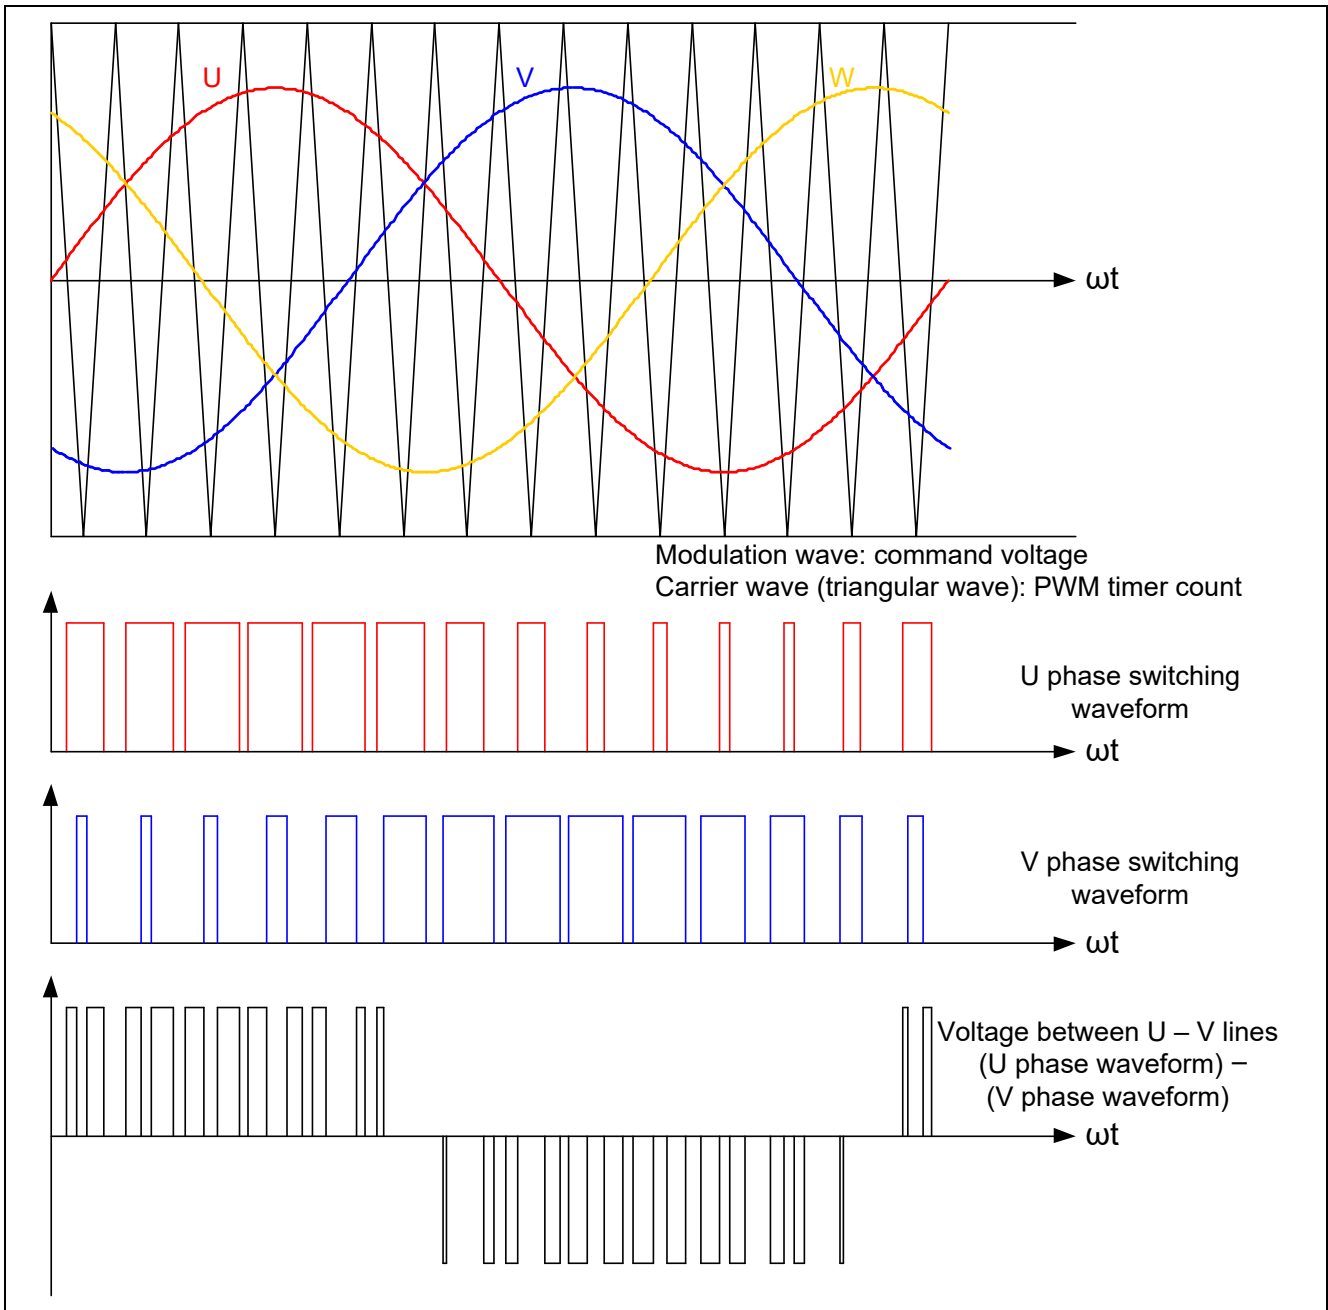 U
V
W
ωt
Modulation wave: command voltage
Carrier wave (triangular wave): PWM timer count
U phase switching
waveform
ωt
V phase switching
waveform
ωt
Voltage between U – V lines
(U phase waveform) –
(V phase waveform)
ωt